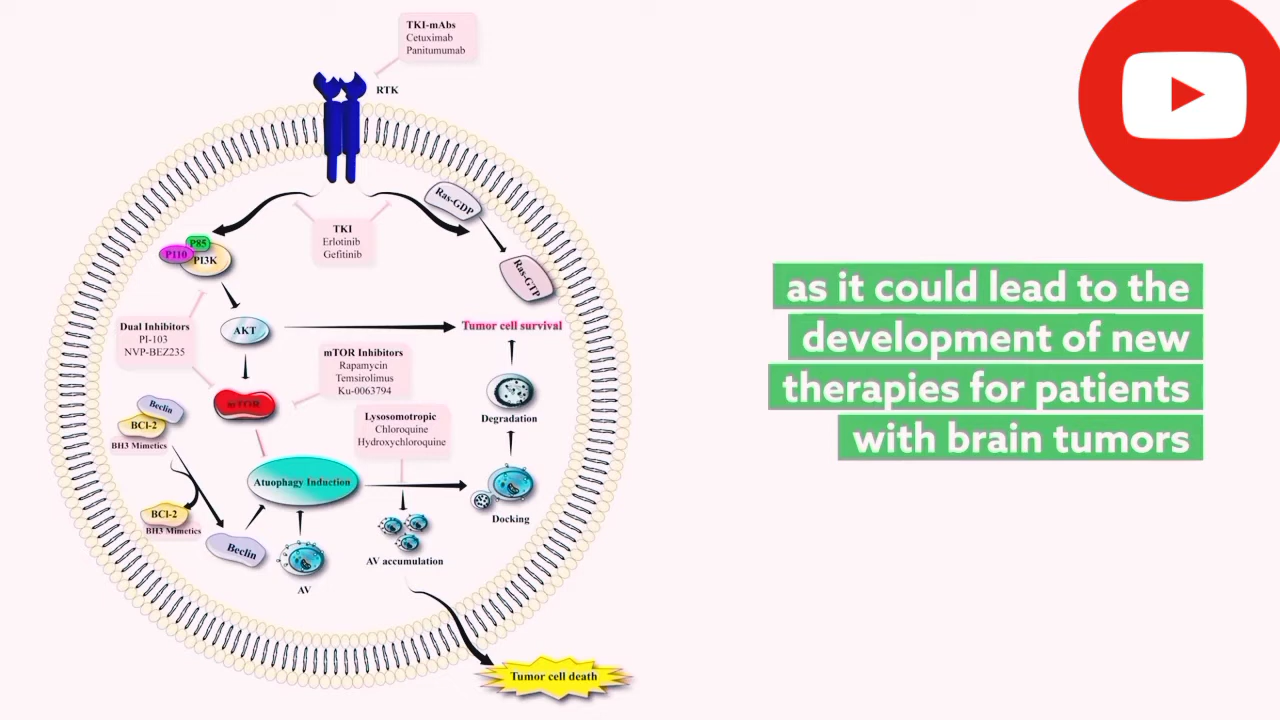 TKI-mAbs
Cetuximab
Panitumumab
RTK
Ras-GDP
TKI
Erlotinib
Gefitinib
P85
P110
PI3K
Ras-GTP
Dual Inhibitors
PI-103
NVP-BEZ235
AKT
Tumor cell survival
mTOR Inhibitors
Rapamycin
Temsirolimus
Ku-0063794
mTOR
Beclin
BCl-2
BH3 Mimetics
Lysosomotropic
Chloroquine
Hydroxychloroquine
Degradation
Atuophagy Induction
Docking
BCl-2
BH3 Mimetics
Beclin
AV
AV accumulation
Tumor cell death
as it could lead to the
development of new
therapies for patients
with brain tumors